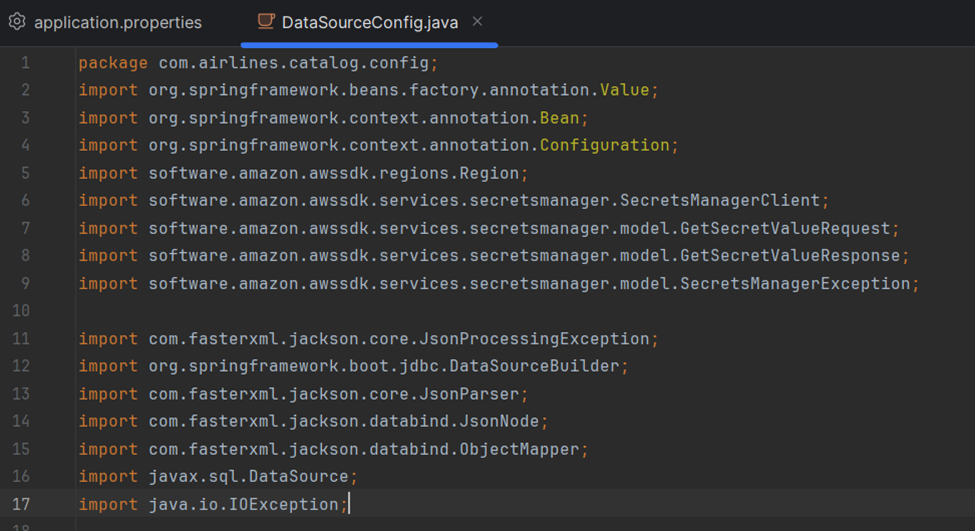 application.properties DataSourceConfig.java ×
1 package com.airlines.catalog.config;
2 import org.springframework.beans.factory.annotation.Value;
3 import org.springframework.context.annotation.Bean;
4 import org.springframework.context.annotation.Configuration;
5 import software.amazon.awssdk.regions.Region;
6 import software.amazon.awssdk.services.secretsmanager.SecretsManagerClient;
7 import software.amazon.awssdk.services.secretsmanager.model.GetSecretValueRequest;
8 import software.amazon.awssdk.services.secretsmanager.model.GetSecretValueResponse;
9 import software.amazon.awssdk.services.secretsmanager.model.SecretsManagerException;
10
11 import com.fasterxml.jackson.core.JsonProcessingException;
12 import org.springframework.boot.jdbc.DataSourceBuilder;
13 import com.fasterxml.jackson.core.JsonParser;
14 import com.fasterxml.jackson.databind.JsonNode;
15 import com.fasterxml.jackson.databind.ObjectMapper;
16 import javax.sql.DataSource;
17 import java.io.IOException;
18